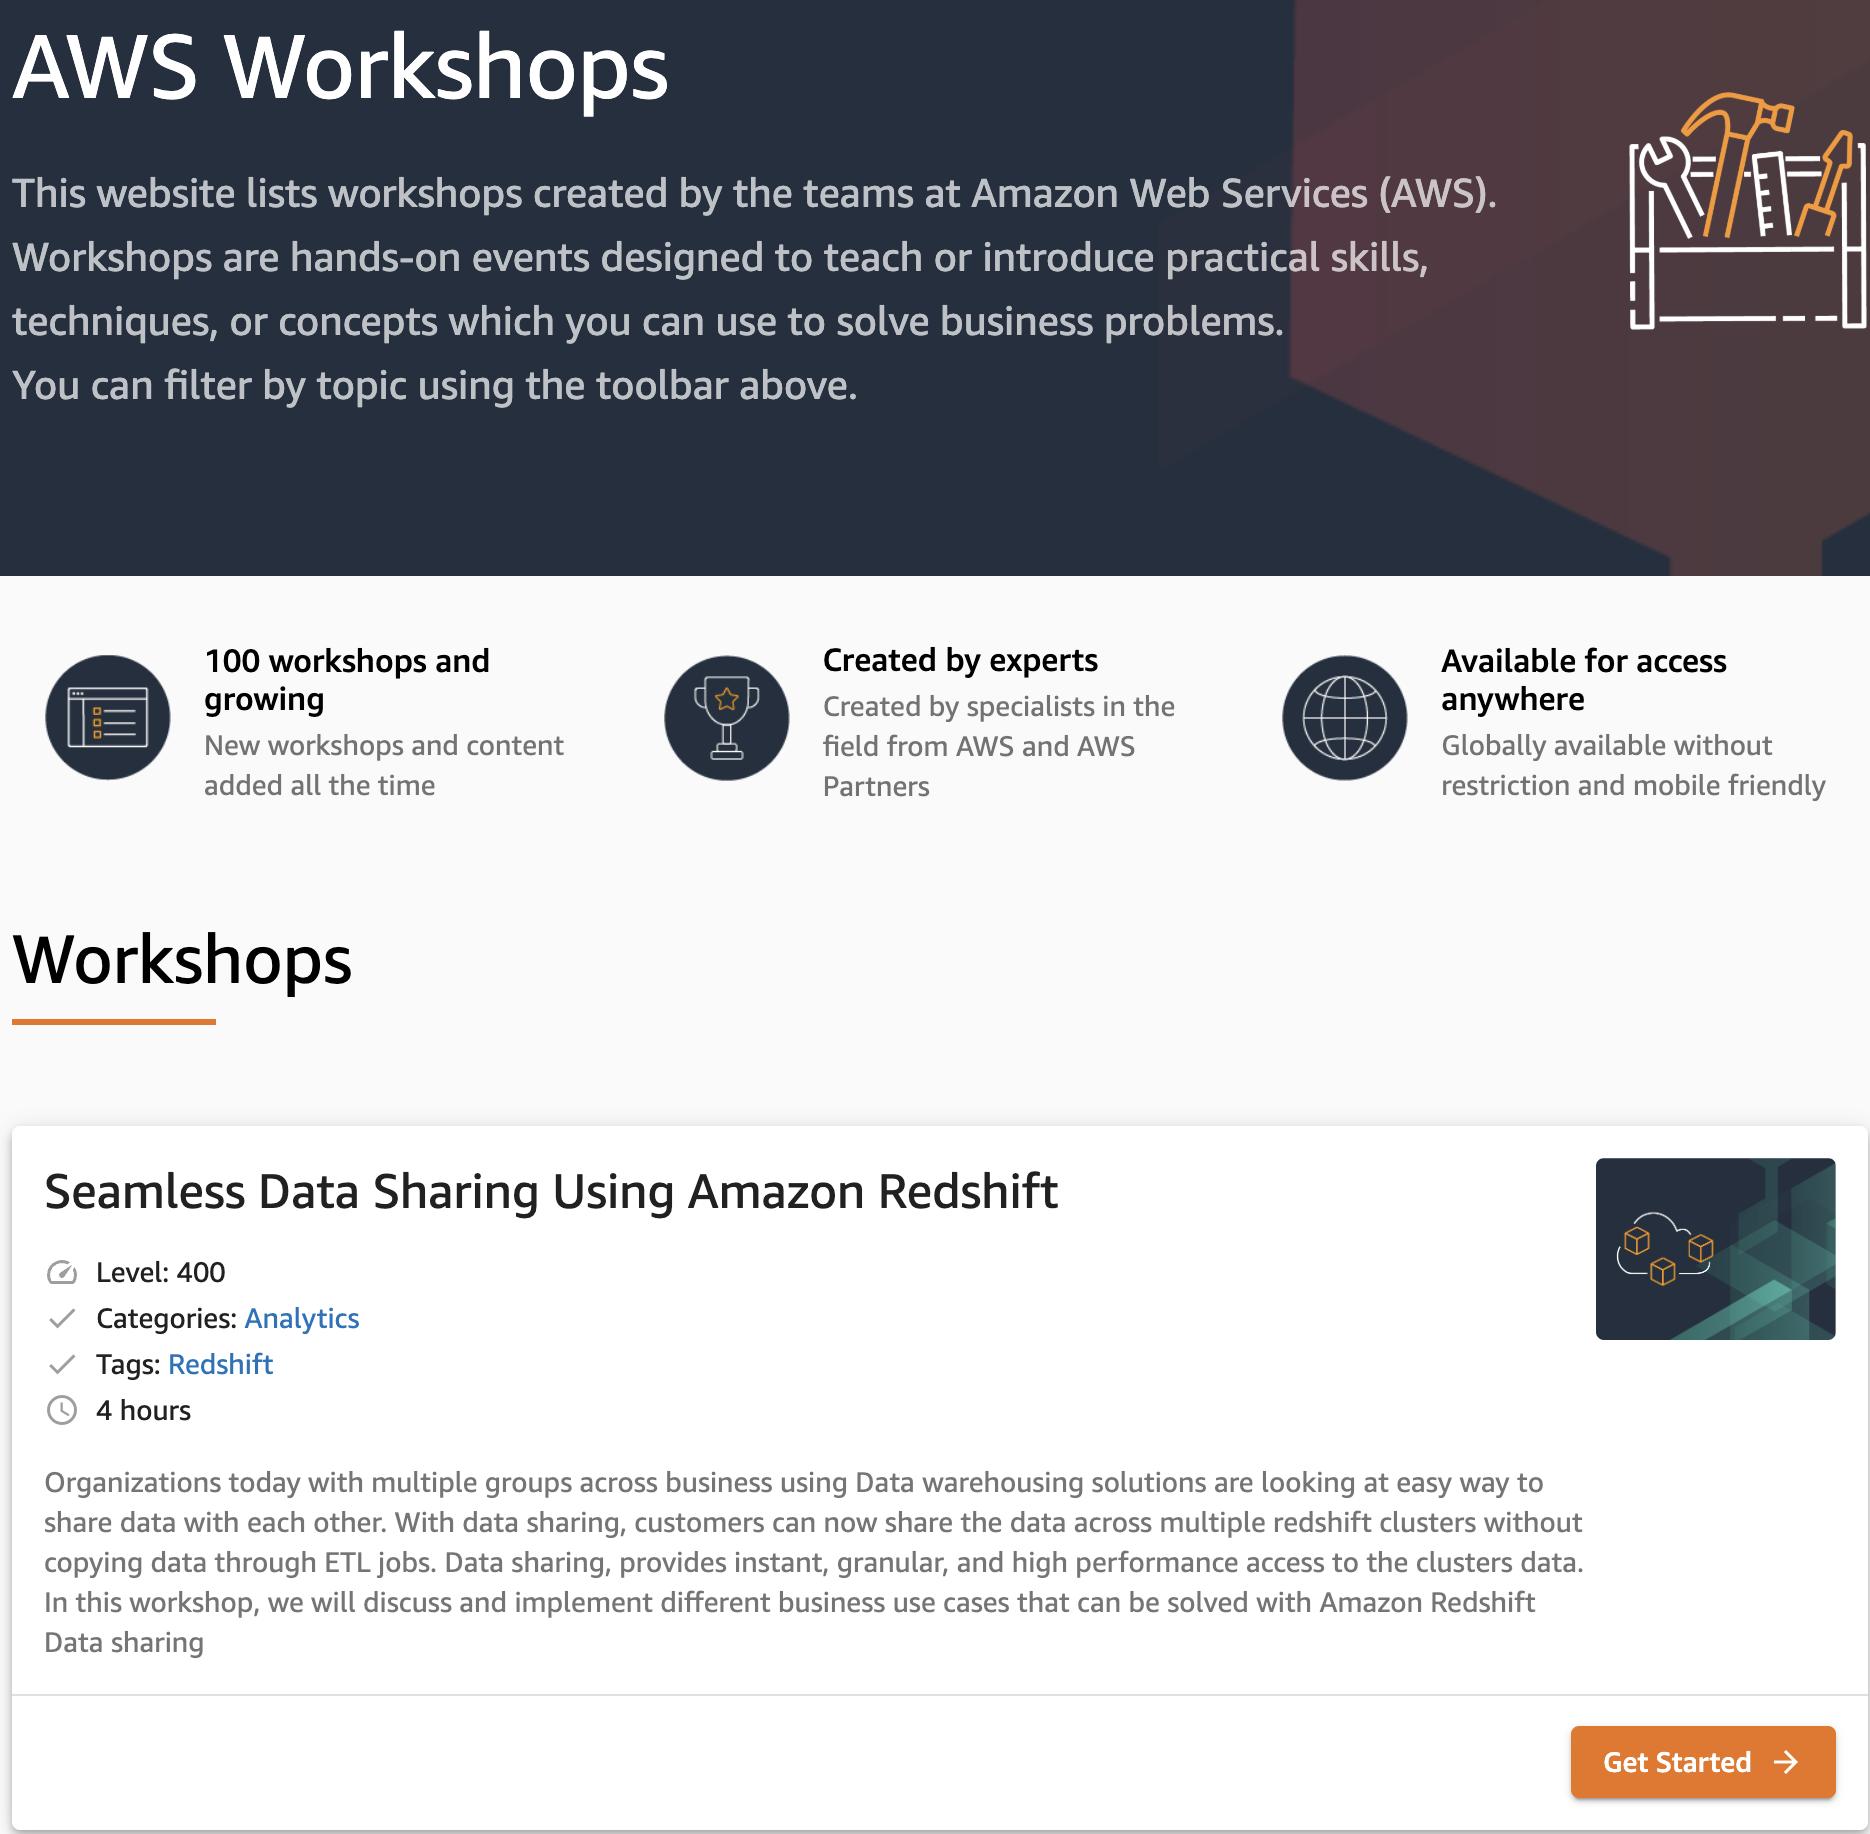 AWS Workshops
This website lists workshops created by the teams at Amazon Web Services (AWS).
Workshops are hands-on events designed to teach or introduce practical skills,
techniques, or concepts which you can use to solve business problems.
You can filter by topic using the toolbar above.
100 workshops and
growing
New workshops and content
added all the time
Created by experts
Created by specialists in the
field from AWS and AWS
Partners
Available for access
anywhere
Globally available without
restriction and mobile friendly
Workshops
Seamless Data Sharing Using Amazon Redshift
Level: 400
Categories: Analytics
Tags: Redshift
4 hours
Organizations today with multiple groups across business using Data warehousing solutions are looking at easy way to
share data with each other. With data sharing, customers can now share the data across multiple redshift clusters without
copying data through ETL jobs. Data sharing, provides instant, granular, and high performance access to the clusters data.
In this workshop, we will discuss and implement different business use cases that can be solved with Amazon Redshift
Data sharing
Get Started